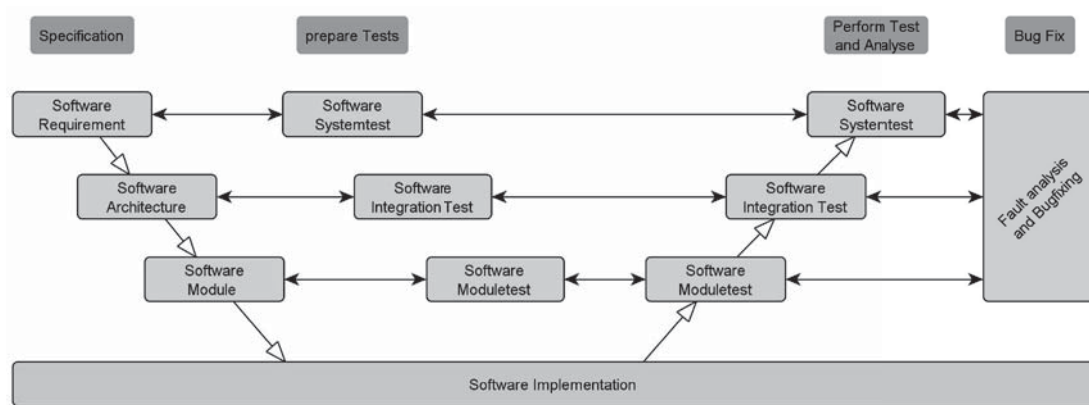 Specification
prepare Tests
Perform Test
and Analyse
Bug Fix
Software
Requirement
Software
Systemtest
Software
Systemtest
Software
Architecture
Software
Integration Test
Software
Integration Test
Fault analysis
and Bugfixing
Software
Module
Software
Moduletest
Software
Moduletest
Software Implementation